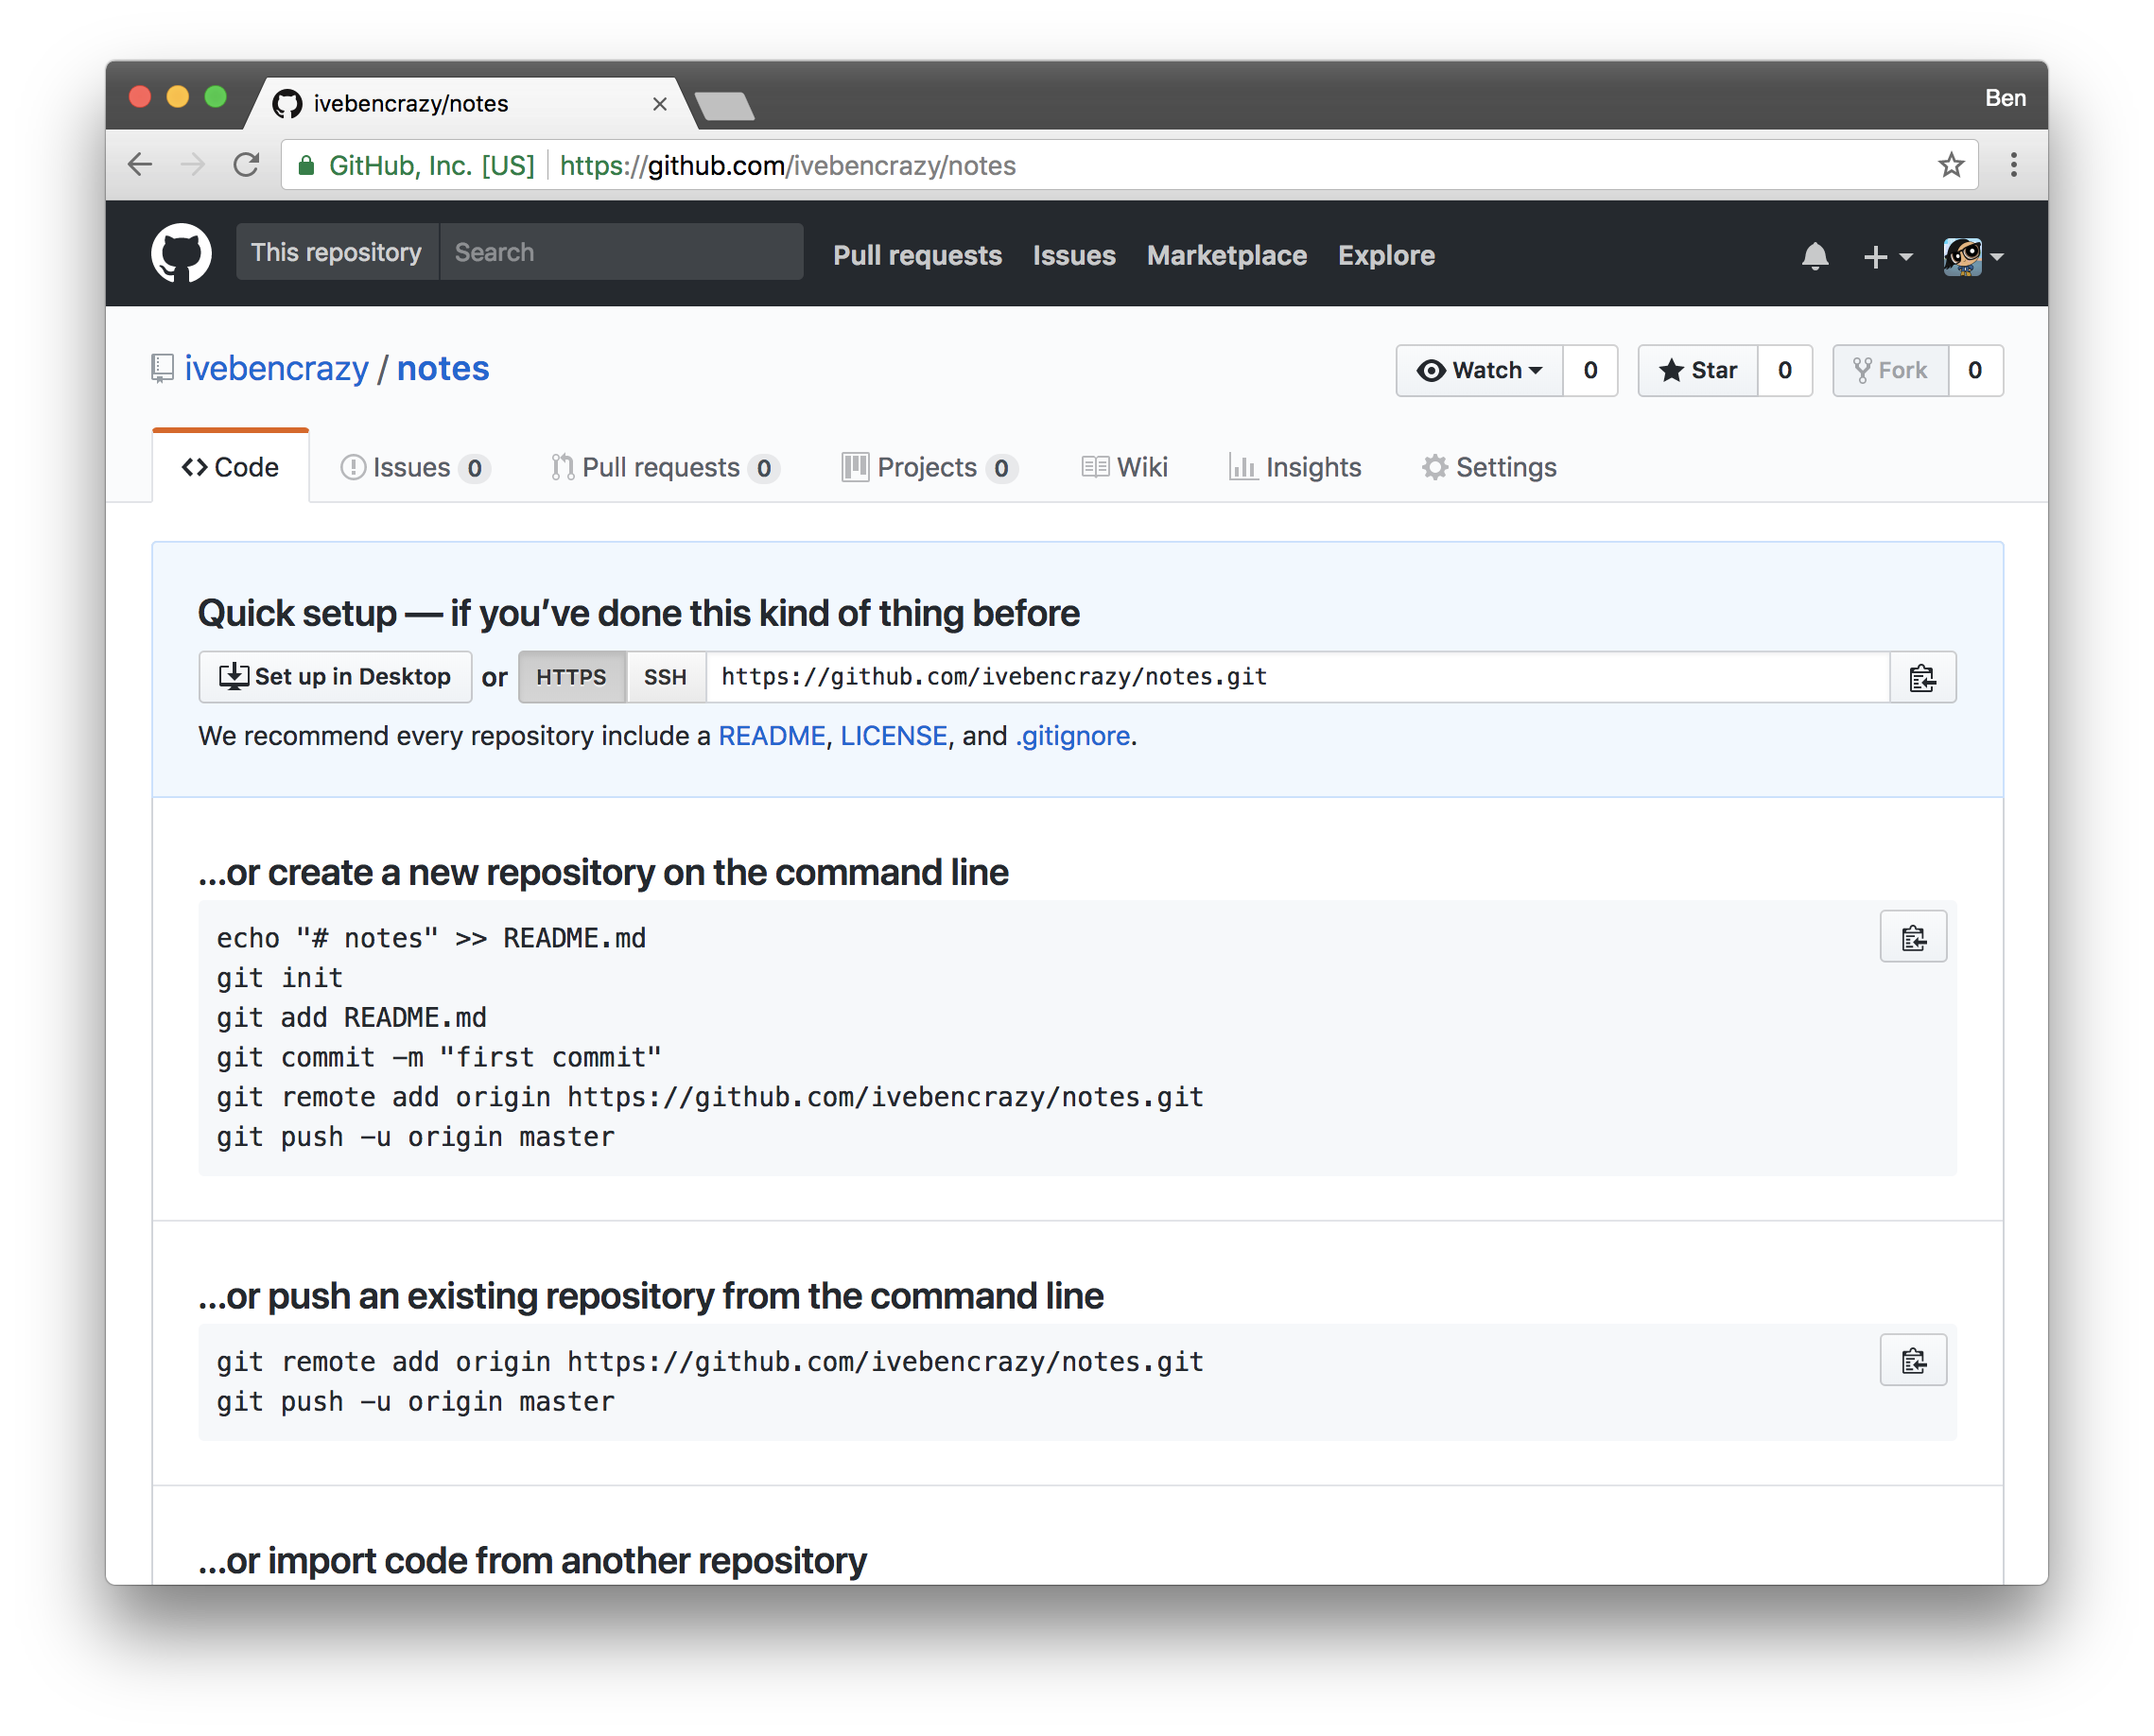 ivebencrazy/notes
Ben
GitHub, Inc. [US] https://github.com/ivebencrazy/notes
This repository Search Pull requests Issues Marketplace Explore
ivebencrazy / notes
Watch 0 Star 0 Fork 0
Code Issues 0 Pull requests 0 Projects 0 Wiki Insights Settings
Quick setup — if you’ve done this kind of thing before
Set up in Desktop or HTTPS SSH https://github.com/ivebencrazy/notes.git
We recommend every repository include a README, LICENSE, and .gitignore.
…or create a new repository on the command line
echo "# notes" >> README.md
git init
git add README.md
git commit -m "first commit"
git remote add origin https://github.com/ivebencrazy/notes.git
git push -u origin master
…or push an existing repository from the command line
git remote add origin https://github.com/ivebencrazy/notes.git
git push -u origin master
…or import code from another repository